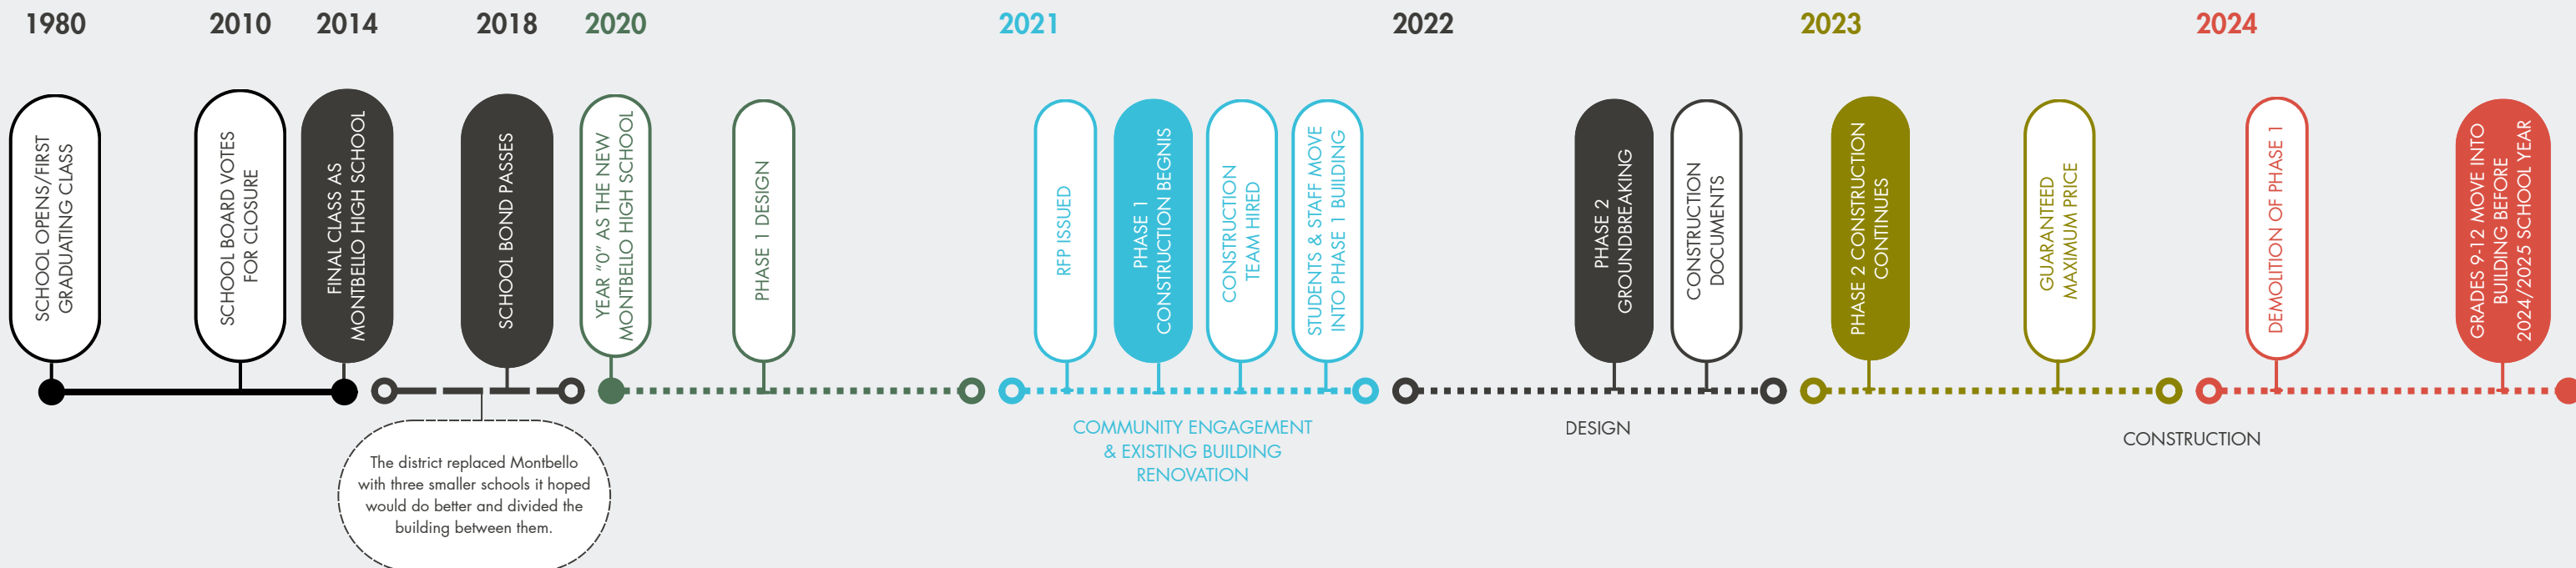 1980
2010
2014
2018
2020
2021
2022
2023
2024
SCHOOL OPENS/FIRST
GRADUATING CLASS
SCHOOL BOARD VOTES
FOR CLOSURE
FINAL CLASS AS
MONTBELLO HIGH SCHOOL
SCHOOL BOND PASSES
YEAR "0" AS THE NEW
MONTBELLO HIGH SCHOOL
PHASE 1 DESIGN
RFP ISSUED
PHASE 1
CONSTRUCTION BEGNIS
CONSTRUCTION
TEAM HIRED
STUDENTS & STAFF MOVE
INTO PHASE 1 BUILDING
PHASE 2
GROUNDBREAKING
CONSTRUCTION
DOCUMENTS
PHASE 2 CONSTRUCTION
CONTINUES
GUARANTED
MAXIMUM PRICE
DEMOLITION OF PHASE 1
GRADES 9-12 MOVE INTO
BUILDING BEFORE
2024/2025 SCHOOL YEAR
The district replaced Montbello
with three smaller schools it hoped
would do better and divided the
building between them.
COMMUNITY ENGAGEMENT
& EXISTING BUILDING
RENOVATION
DESIGN
CONSTRUCTION